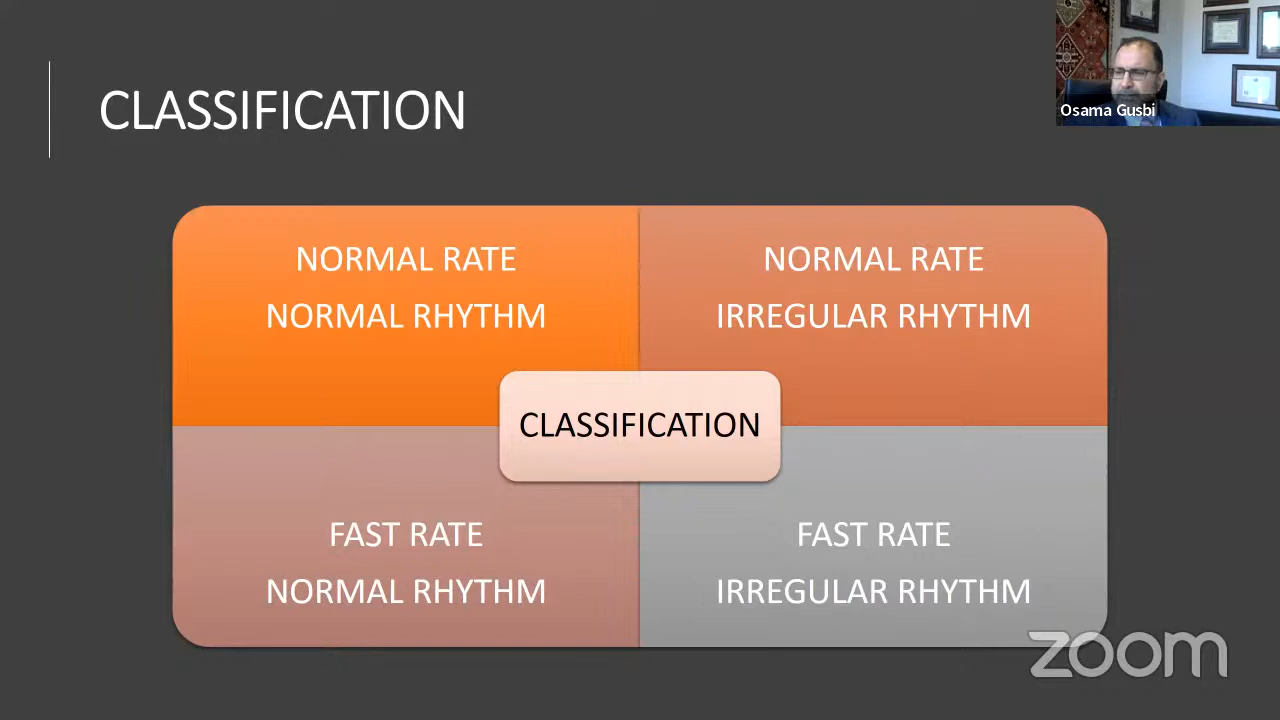 CLASSIFICATION
Osama Gusbi
NORMAL RATE
NORMAL RHYTHM
NORMAL RATE
IRREGULAR RHYTHM
CLASSIFICATION
FAST RATE
NORMAL RHYTHM
FAST RATE
IRREGULAR RHYTHM
zoom